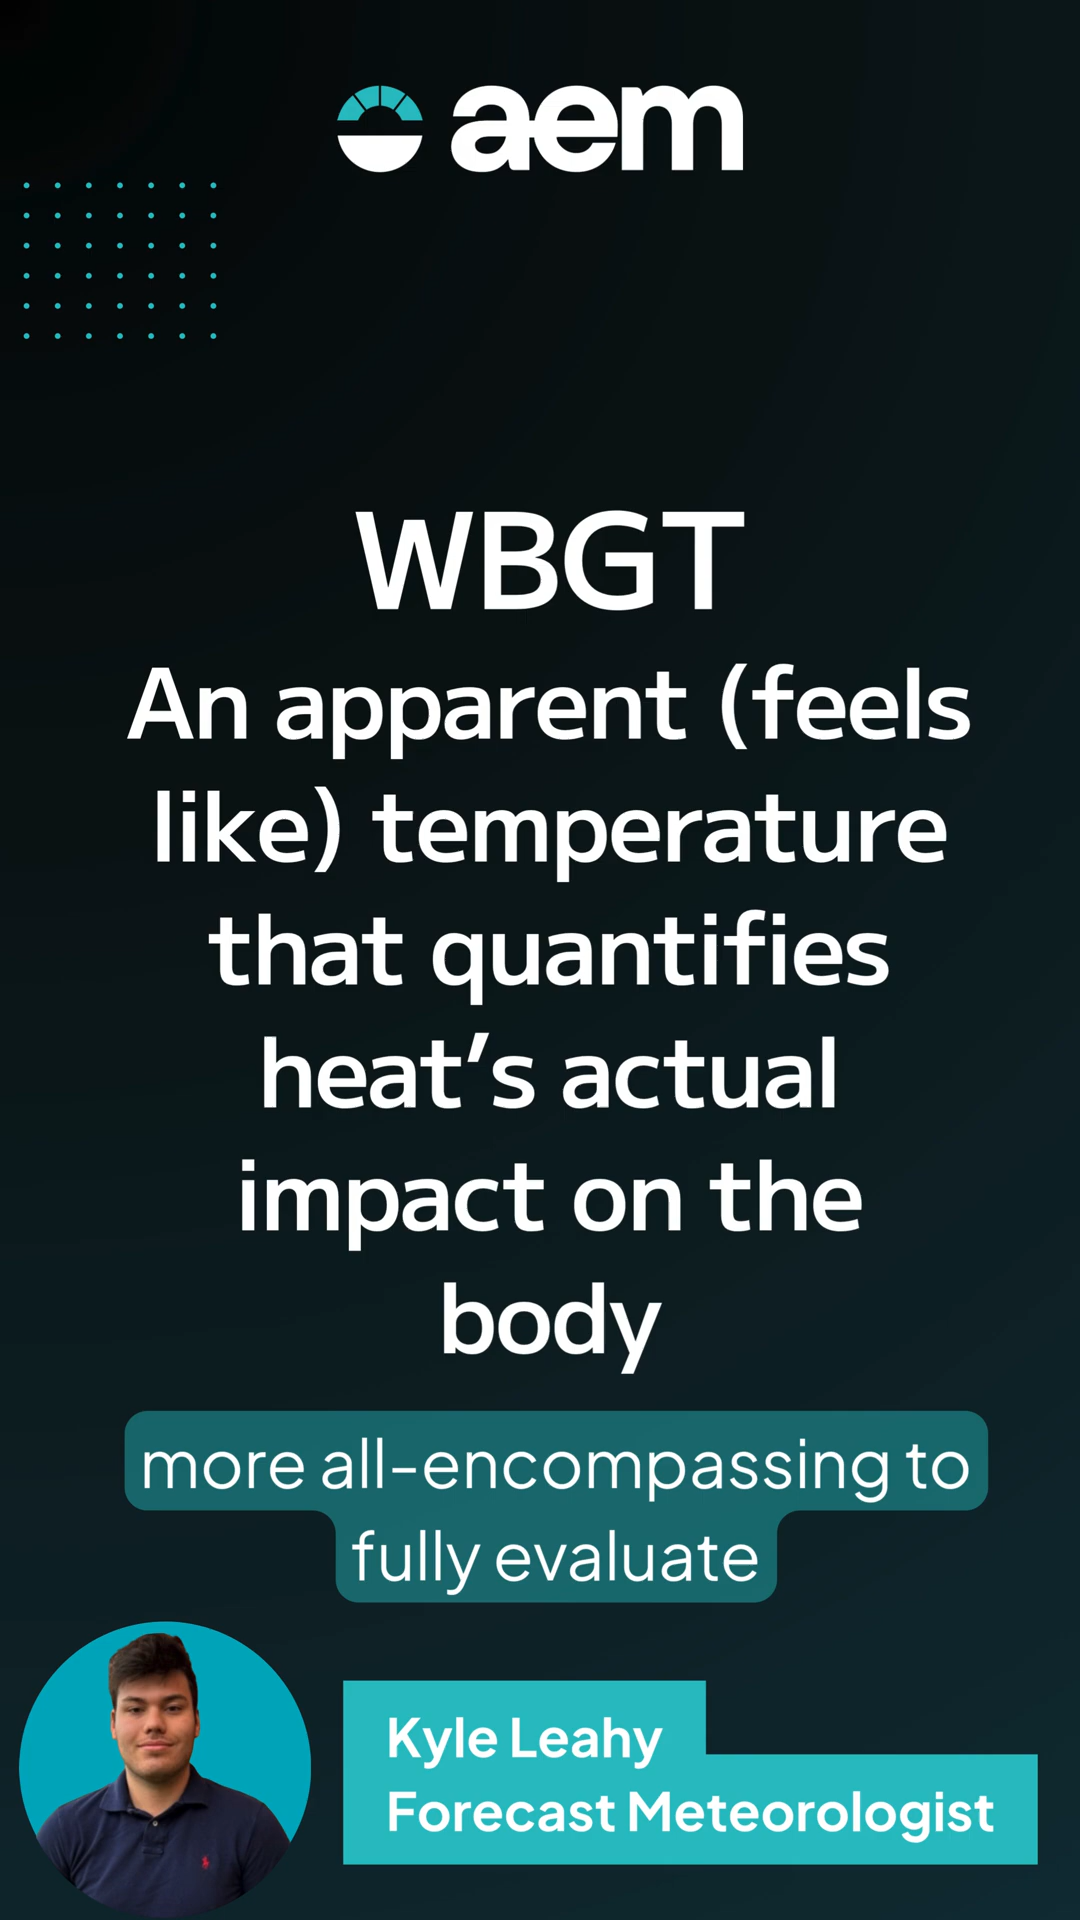 aem
WBGT
An apparent (feels
like) temperature
that quantifies
heat’s actual
impact on the
body
more all-encompassing to
fully evaluate
Kyle Leahy
Forecast Meteorologist